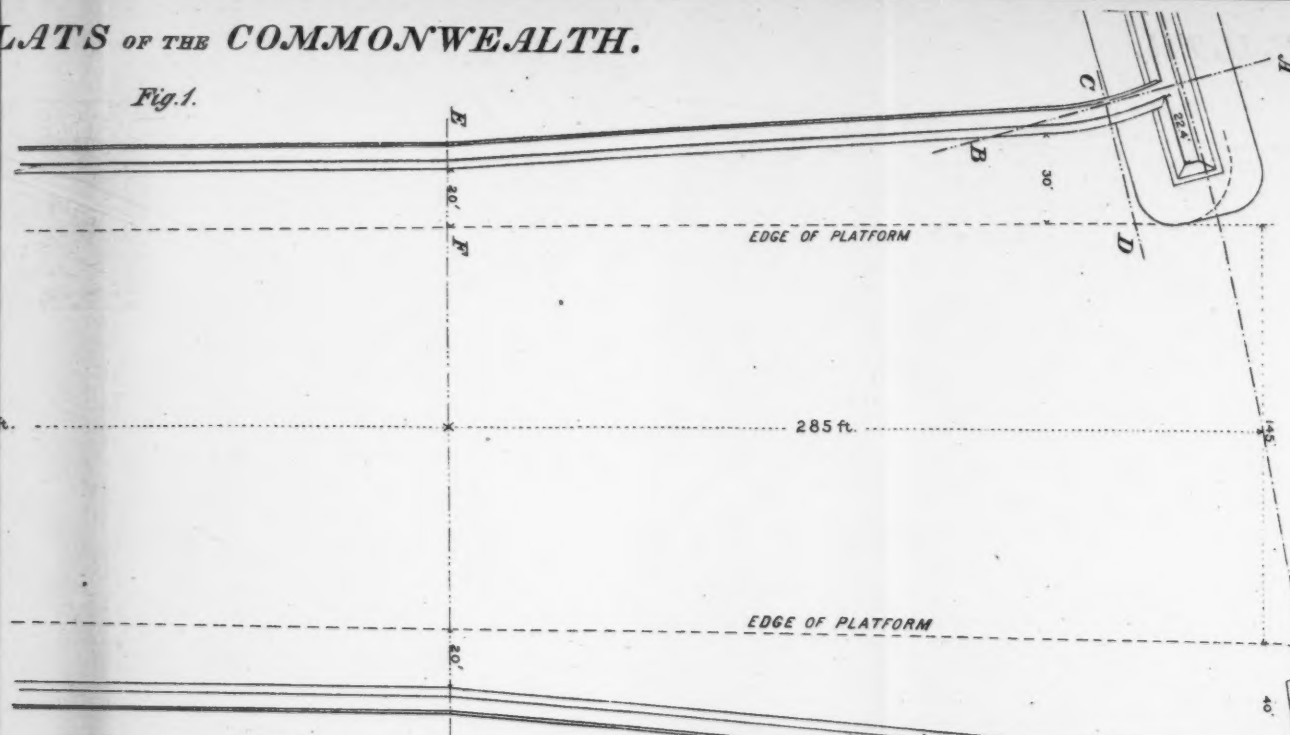 LATS OF THE COMMONWEALTH.
Fig. 1.
E
C
A
22.4'
B
30'
20'
F
EDGE OF PLATFORM
D
ft.
285 ft.
145'
EDGE OF PLATFORM
20'
40'